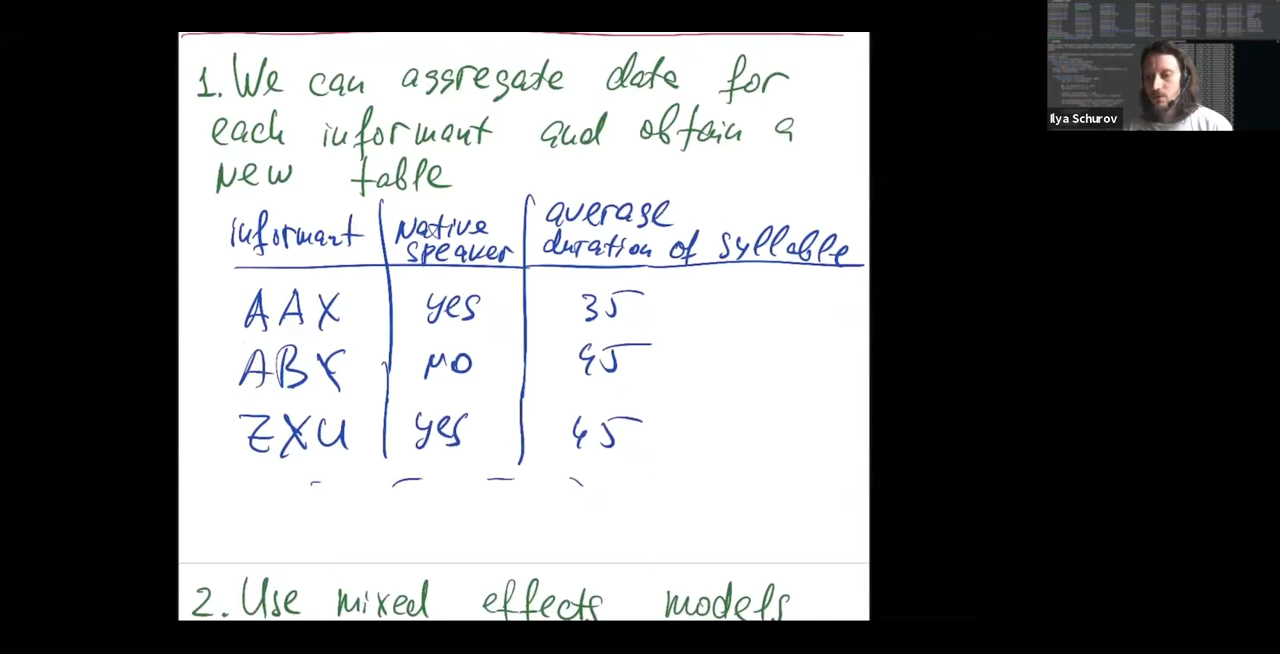 1. We can aggregate data for
each informant and obtain a
new table
informant | Native speaker | average duration of syllable
AAX | yes | 35
ABY | no | 45
ZXU | yes | 45
2. Use mixed effects models
Ilya Schurov